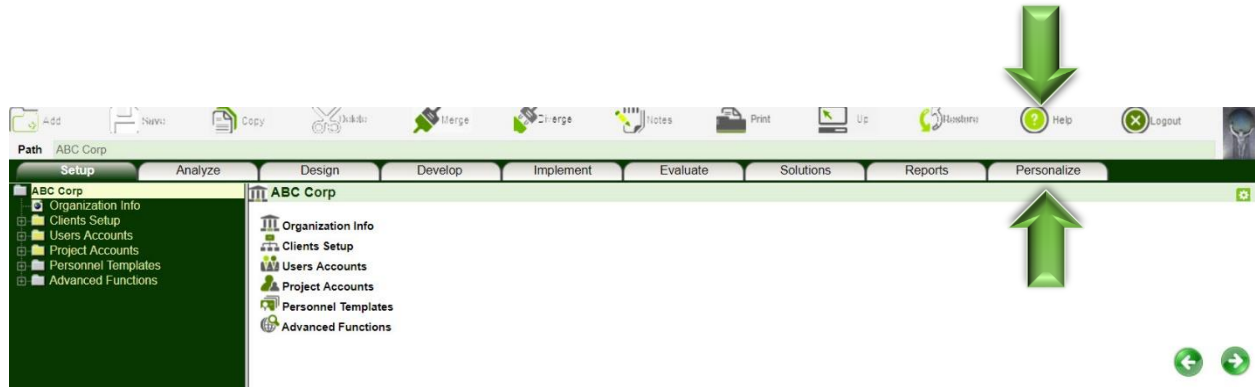 Add Save Copy Delete Merge Diverge Notes Print Up Restore Help Logout
Path ABC Corp
Setup Analyze Design Develop Implement Evaluate Solutions Reports Personalize
ABC Corp
Organization Info
Clients Setup
Users Accounts
Project Accounts
Personnel Templates
Advanced Functions
ABC Corp
Organization Info
Clients Setup
Users Accounts
Project Accounts
Personnel Templates
Advanced Functions